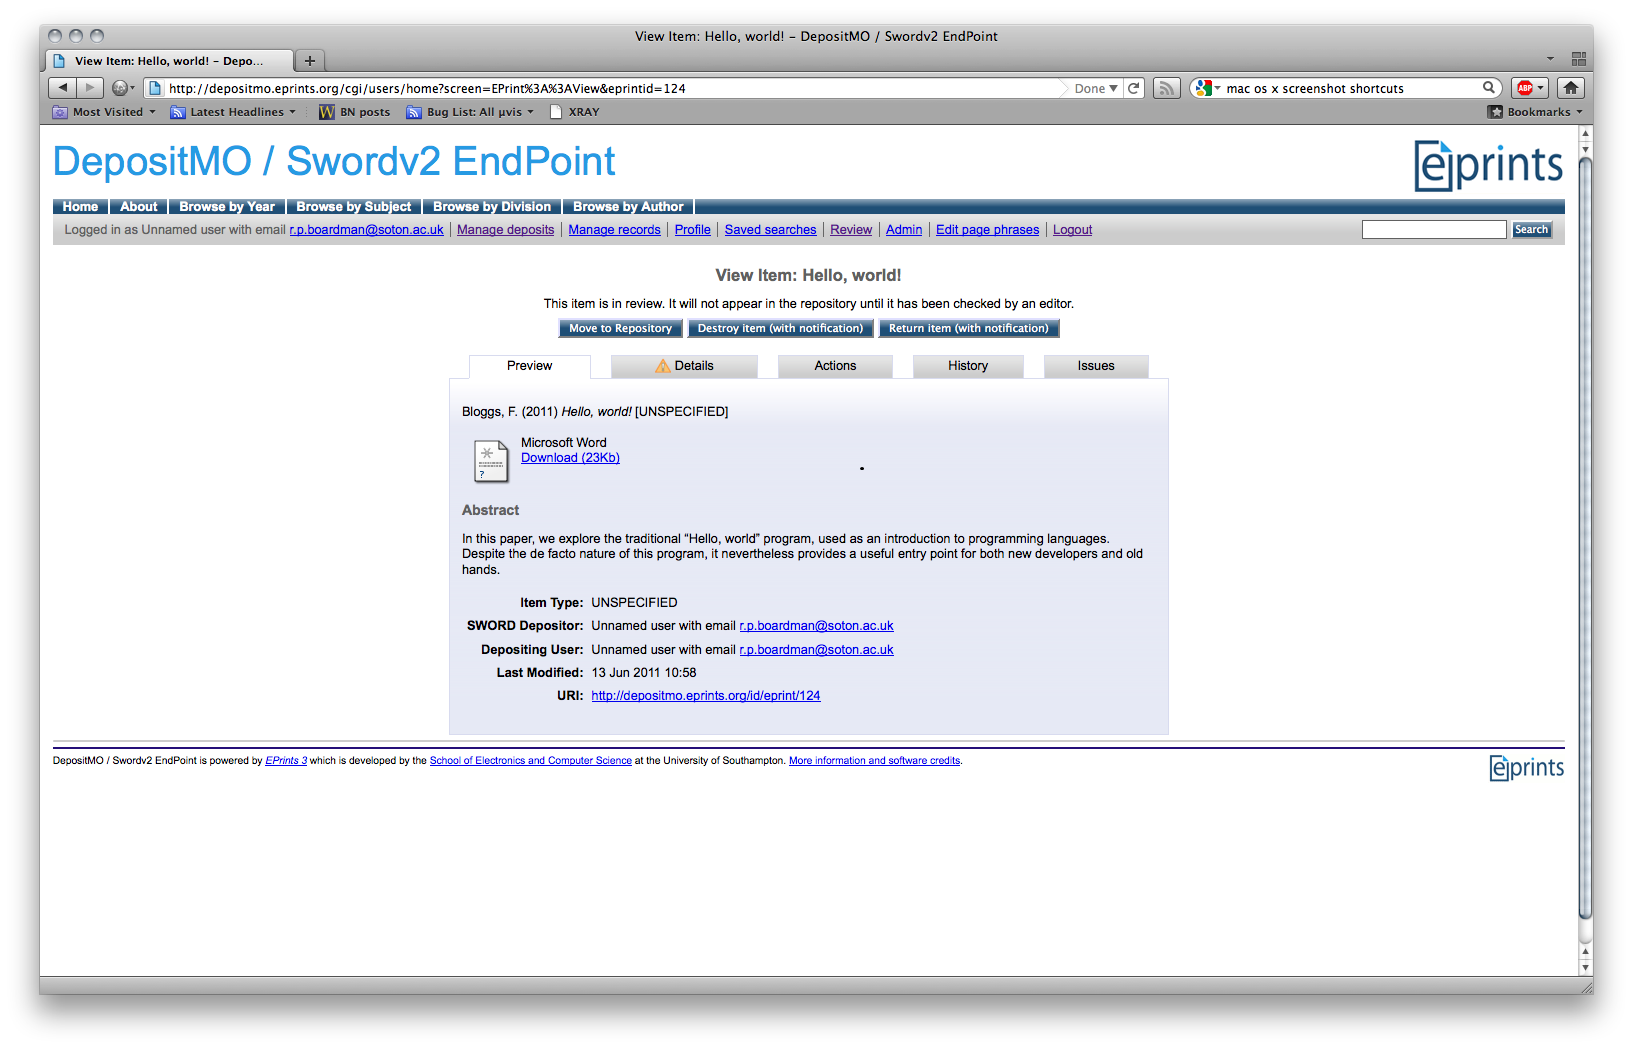 View Item: Hello, world! – DepositMO / Swordv2 EndPoint
View Item: Hello, world! – Depo...
http://depositmo.eprints.org/cgi/users/home?screen=EPrint%3A%3AView&eprintid=124
Done
mac os x screenshot shortcuts
ABP
Most Visited Latest Headlines W BN posts Bug List: All μvis XRAY Bookmarks
DepositMO / Swordv2 EndPoint
eprints
Home About Browse by Year Browse by Subject Browse by Division Browse by Author
Logged in as Unnamed user with email r.p.boardman@soton.ac.uk | Manage deposits | Manage records | Profile | Saved searches | Review | Admin | Edit page phrases | Logout Search
View Item: Hello, world!
This item is in review. It will not appear in the repository until it has been checked by an editor.
Move to Repository Destroy item (with notification) Return item (with notification)
Preview Details Actions History Issues
Bloggs, F. (2011) Hello, world! [UNSPECIFIED]
Microsoft Word
Download (23Kb)
?
Abstract
In this paper, we explore the traditional “Hello, world” program, used as an introduction to programming languages.
Despite the de facto nature of this program, it nevertheless provides a useful entry point for both new developers and old
hands.
Item Type: UNSPECIFIED
SWORD Depositor: Unnamed user with email r.p.boardman@soton.ac.uk
Depositing User: Unnamed user with email r.p.boardman@soton.ac.uk
Last Modified: 13 Jun 2011 10:58
URI: http://depositmo.eprints.org/id/eprint/124
DepositMO / Swordv2 EndPoint is powered by EPrints 3 which is developed by the School of Electronics and Computer Science at the University of Southampton. More information and software credits.
eprints